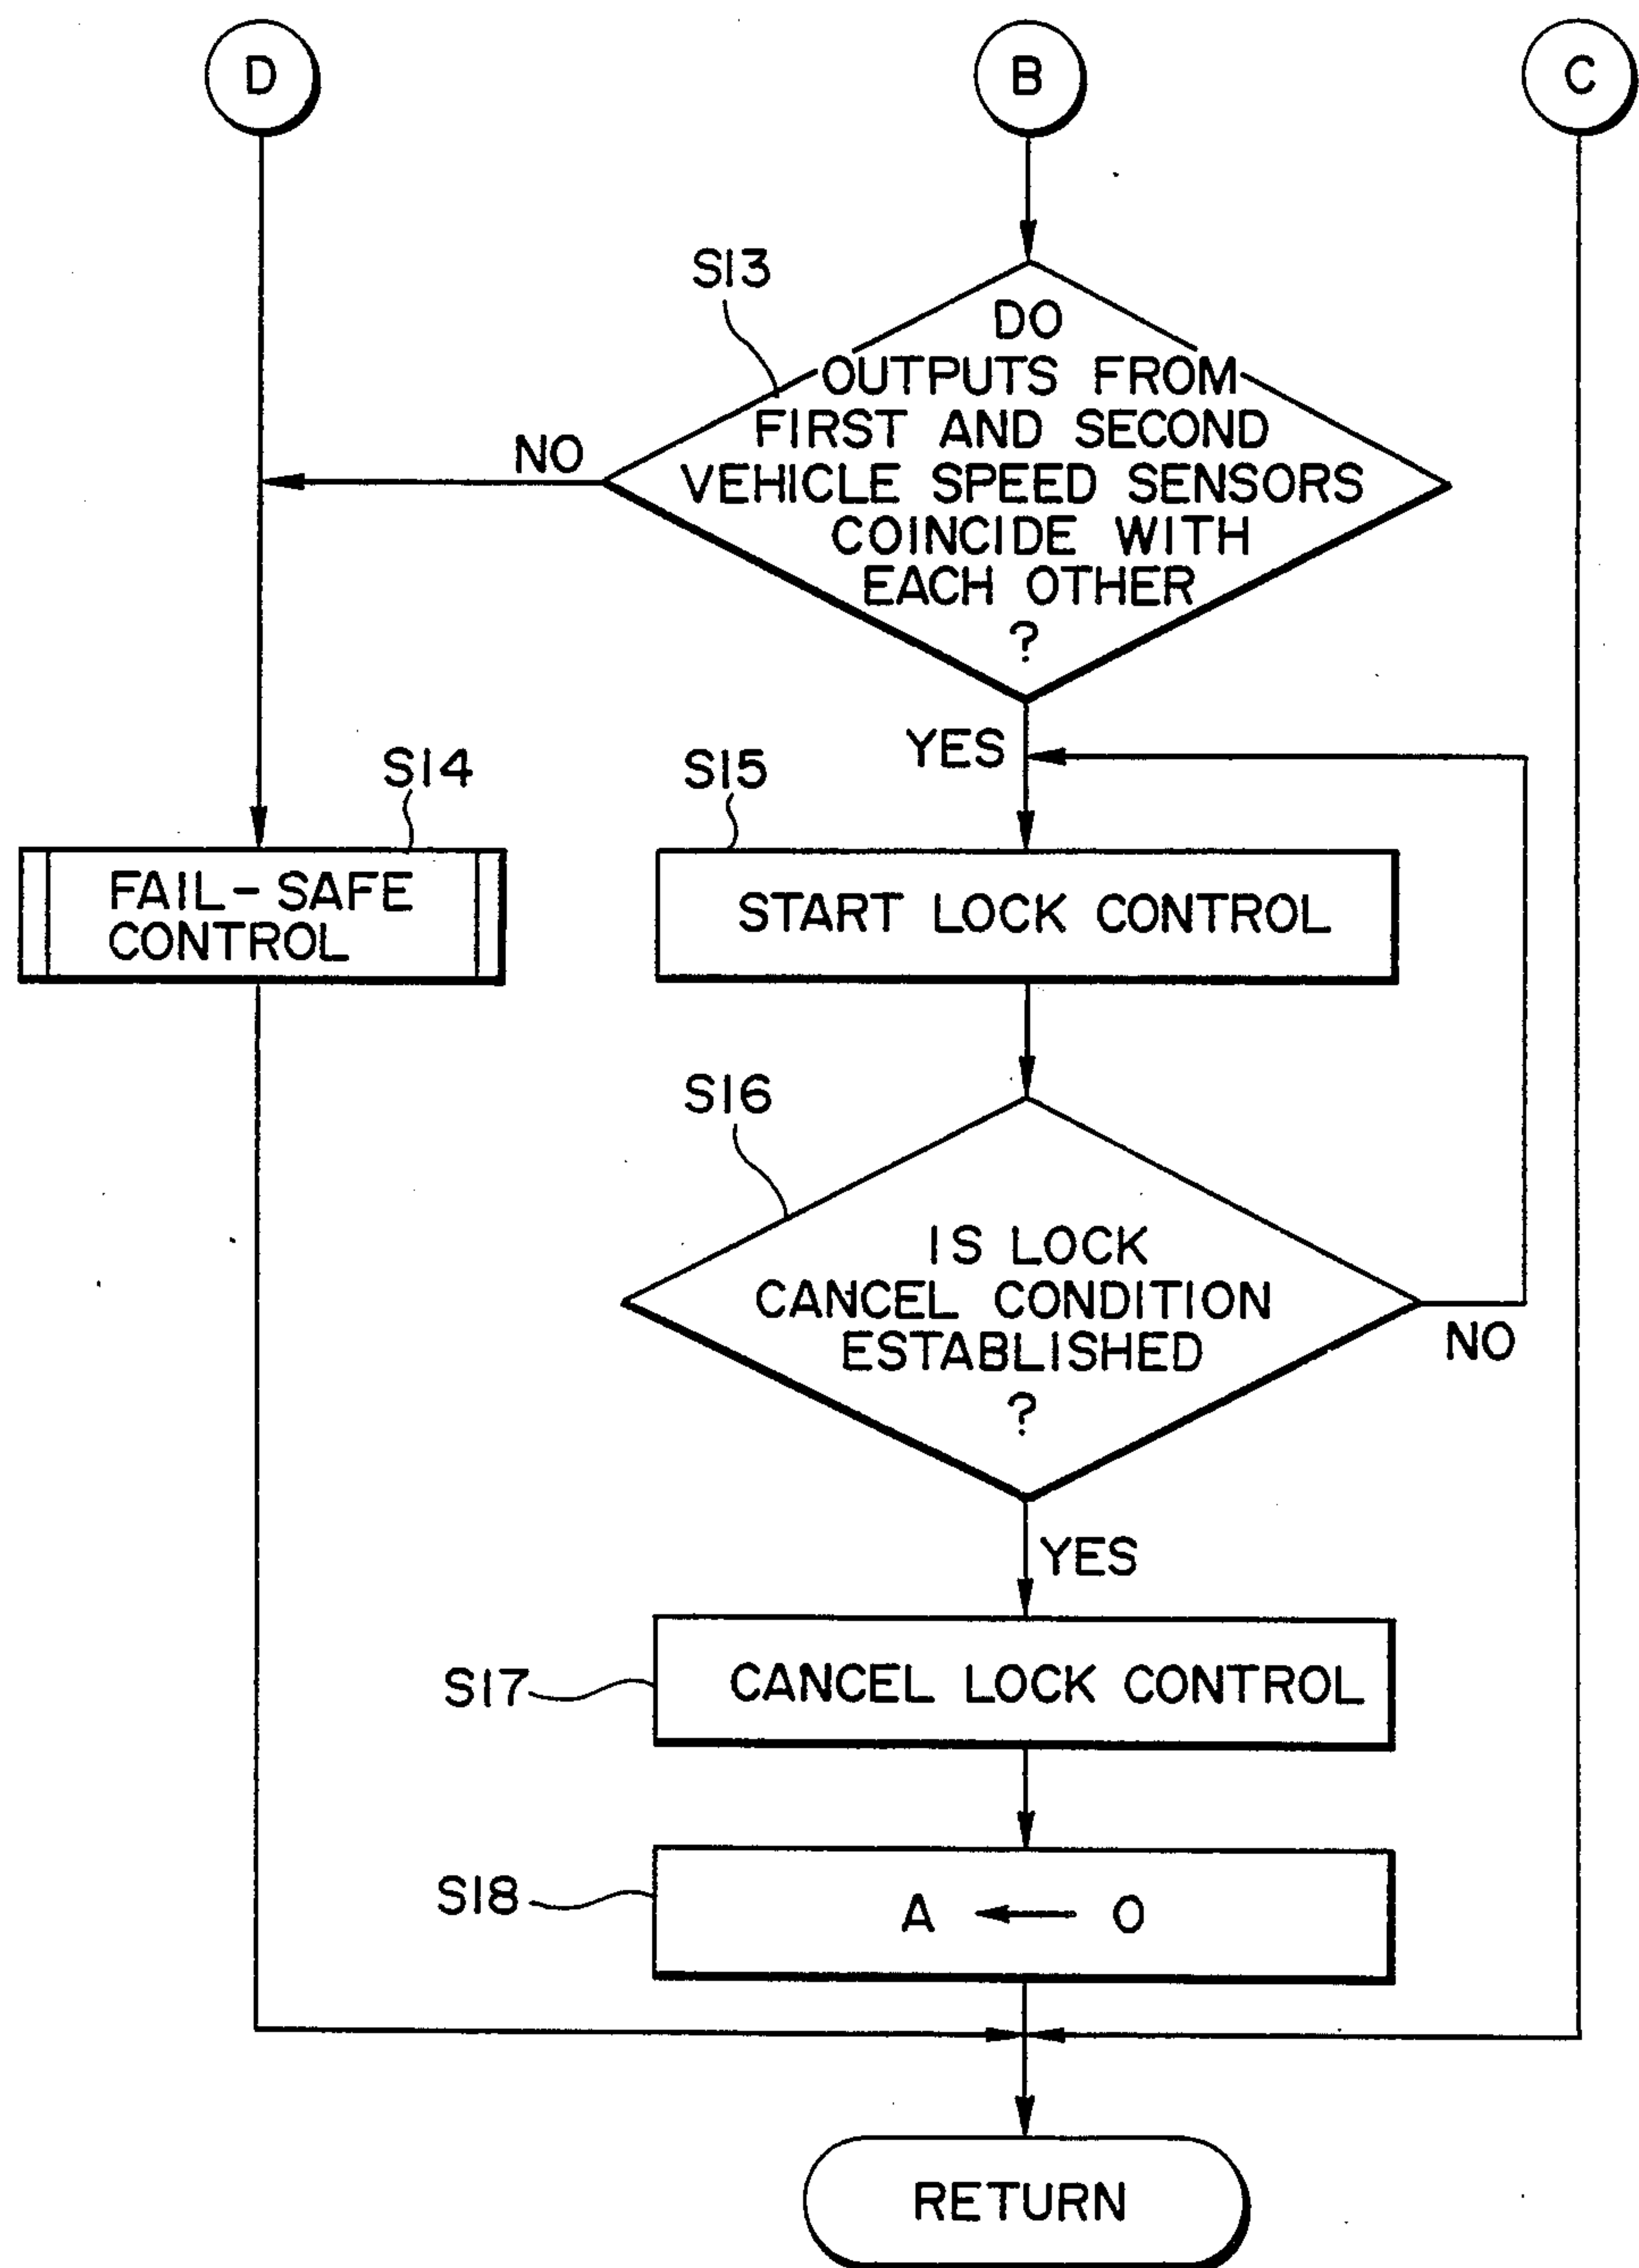 D
B
C
S13
DO
OUTPUTS FROM
FIRST AND SECOND
VEHICLE SPEED SENSORS
COINCIDE WITH
EACH OTHER
?
NO
YES
S14
FAIL-SAFE
CONTROL
S15
START LOCK CONTROL
S16
IS LOCK
CANCEL CONDITION
ESTABLISHED
?
NO
YES
S17
CANCEL LOCK CONTROL
S18
A ← 0
RETURN